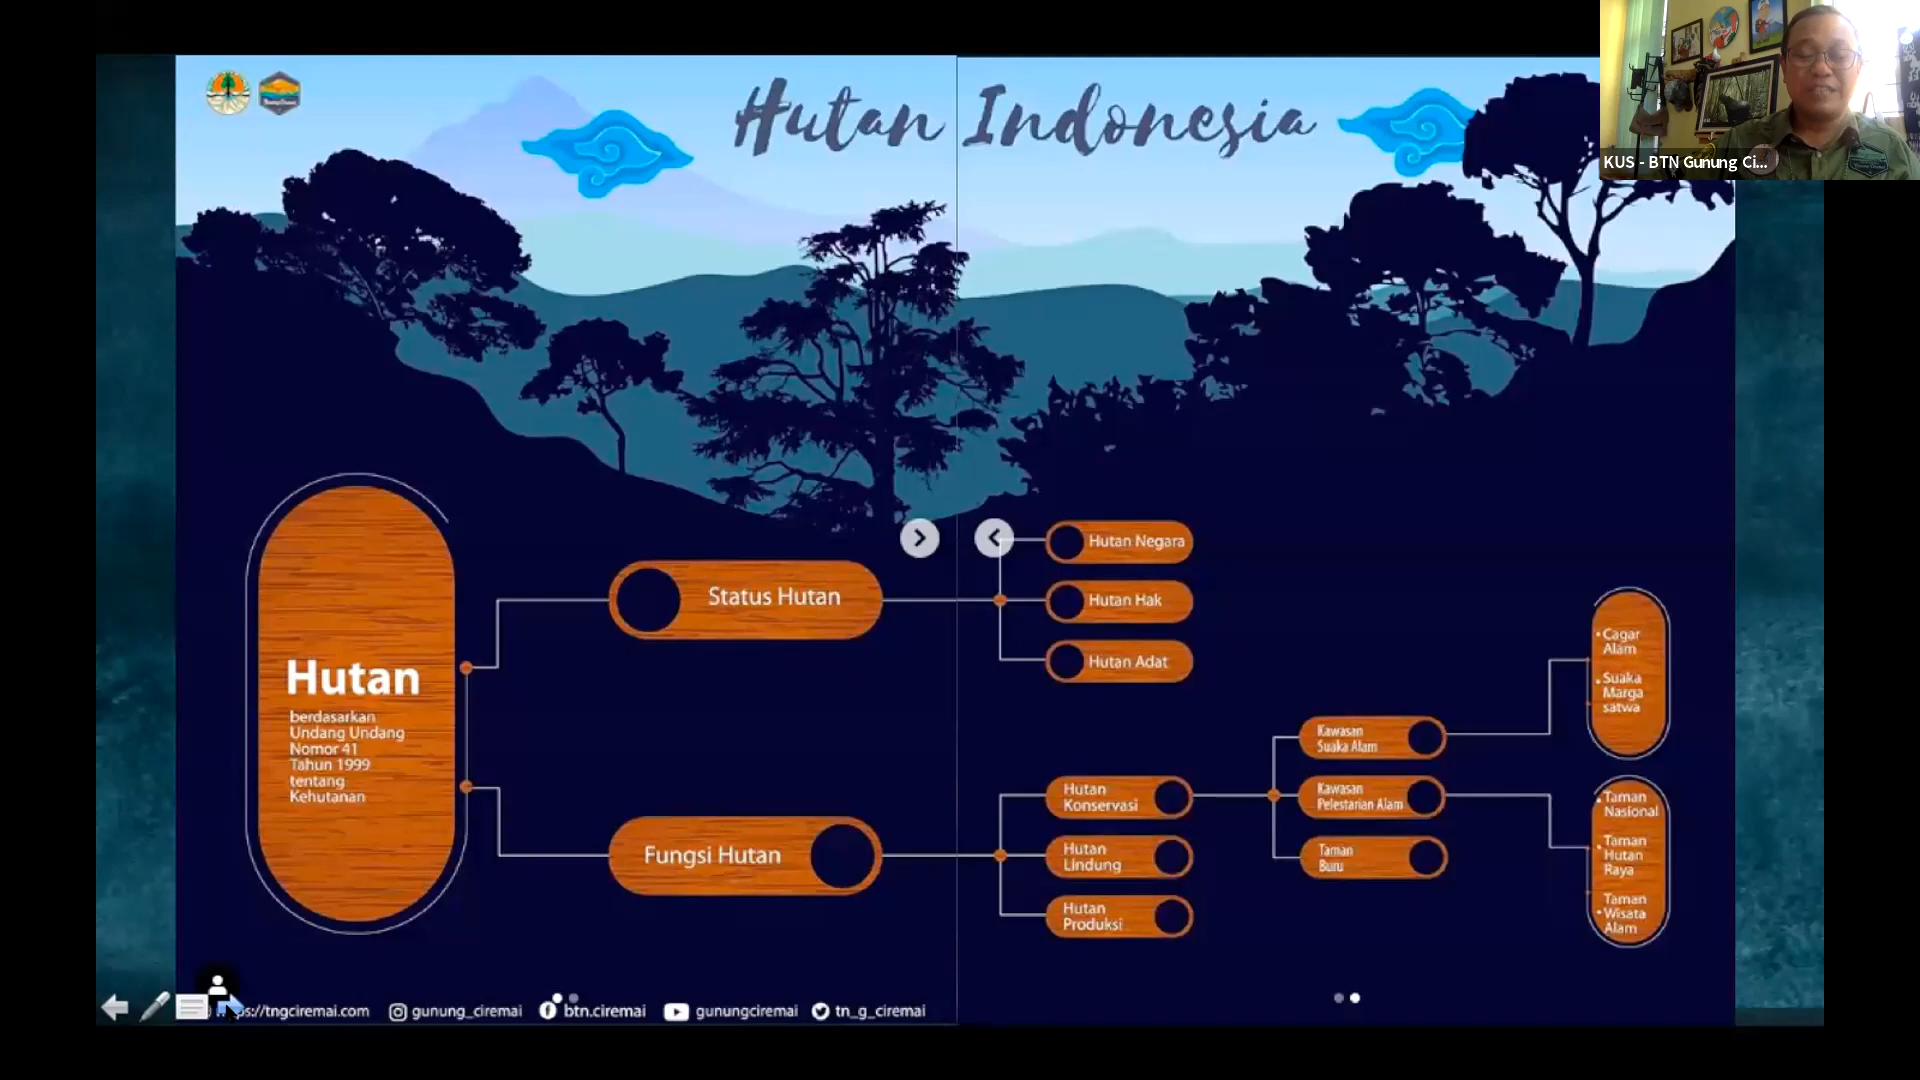 Hutan Indonesia
KUS - BTN Gunung Ci...
Hutan
berdasarkan
Undang Undang
Nomor 41
Tahun 1999
tentang
Kehutanan
Status Hutan
Hutan Negara
Hutan Hak
Hutan Adat
Fungsi Hutan
Hutan
Konservasi
Hutan
Lindung
Hutan
Produksi
Kawasan
Suaka Alam
Kawasan
Pelestarian Alam
Taman
Buru
• Cagar
Alam
• Suaka
Marga
satwa
• Taman
Nasional
• Taman
Hutan
Raya
Taman
• Wisata
Alam
s://tngciremai.com
gunung_ciremai
btn.ciremai
gunungciremai
tn_g_ciremai